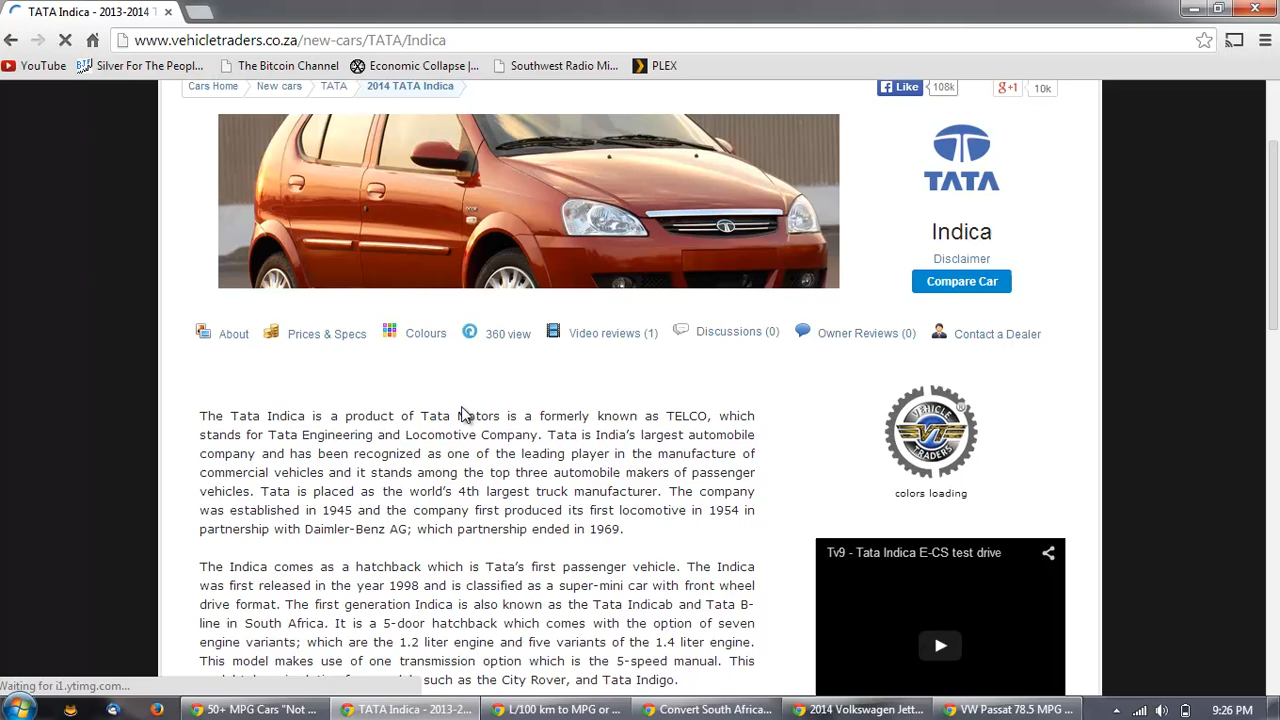 TATA Indica - 2013-2014 T
www.vehicletraders.co.za/new-cars/TATA/Indica
YouTube Silver For The Peopl... The Bitcoin Channel Economic Collapse |... Southwest Radio Mi... PLEX
Cars Home New cars TATA 2014 TATA Indica Like 108k g+1 10k
TATA
Indica
Disclaimer
Compare Car
About Prices & Specs Colours 360 view Video reviews (1) Discussions (0) Owner Reviews (0) Contact a Dealer
The Tata Indica is a product of Tata Motors is a formerly known as TELCO, which
stands for Tata Engineering and Locomotive Company. Tata is India's largest automobile
company and has been recognized as one of the leading player in the manufacture of
commercial vehicles and it stands among the top three automobile makers of passenger
vehicles. Tata is placed as the world's 4th largest truck manufacturer. The company
was established in 1945 and the company first produced its first locomotive in 1954 in
partnership with Daimler-Benz AG; which partnership ended in 1969.
VEHICLE
VT
TRADERS
colors loading
Tv9 - Tata Indica E-CS test drive
The Indica comes as a hatchback which is Tata's first passenger vehicle. The Indica
was first released in the year 1998 and is classified as a super-mini car with front wheel
drive format. The first generation Indica is also known as the Tata Indicab and Tata B-
line in South Africa. It is a 5-door hatchback which comes with the option of seven
engine variants; which are the 1.2 liter engine and five variants of the 1.4 liter engine.
This model makes use of one transmission option which is the 5-speed manual. This
such as the City Rover, and Tata Indigo.
Waiting for i1.ytimg.com...
50+ MPG Cars "Not ... TATA Indica - 2013-2... L/100 km to MPG or ... Convert South Africa... 2014 Volkswagen Jett... VW Passat 78.5 MPG ... 9:26 PM